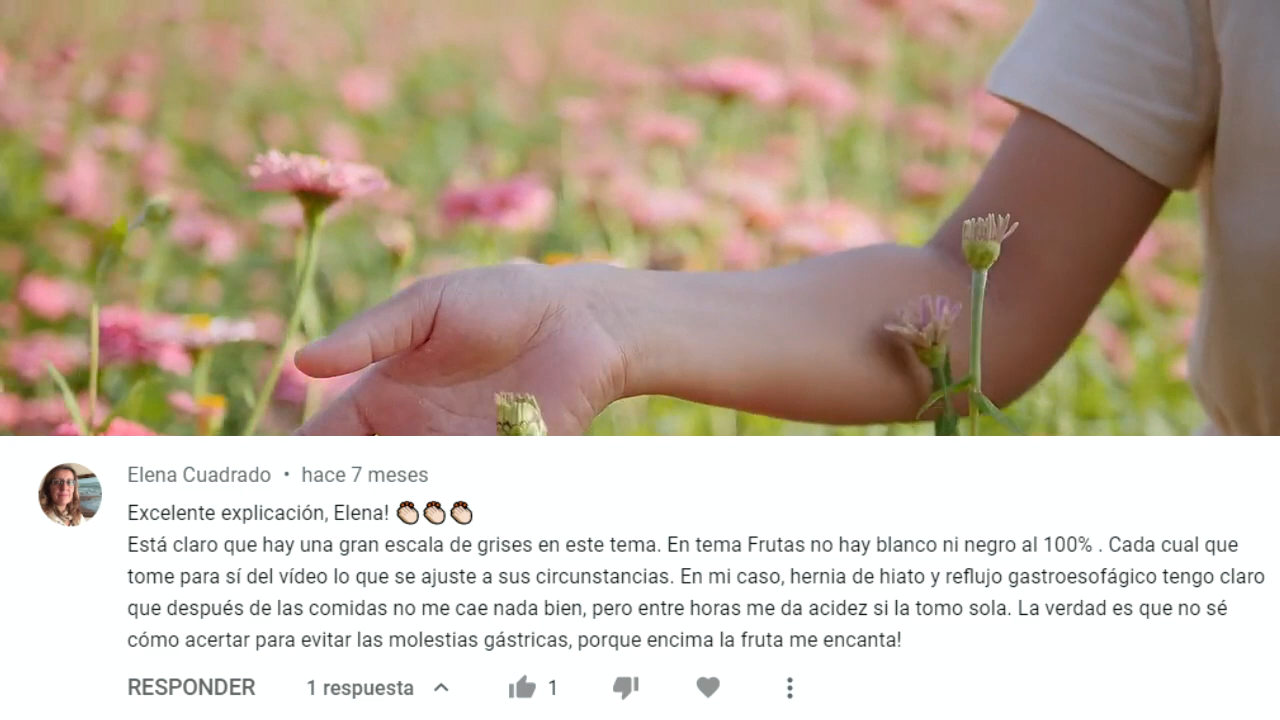 Elena Cuadrado • hace 7 meses
Excelente explicación, Elena! 👏🏻👏🏻👏🏻
Está claro que hay una gran escala de grises en este tema. En tema Frutas no hay blanco ni negro al 100% . Cada cual que
tome para sí del vídeo lo que se ajuste a sus circunstancias. En mi caso, hernia de hiato y reflujo gastroesofágico tengo claro
que después de las comidas no me cae nada bien, pero entre horas me da acidez si la tomo sola. La verdad es que no sé
cómo acertar para evitar las molestias gástricas, porque encima la fruta me encanta!
RESPONDER 1 respuesta 1